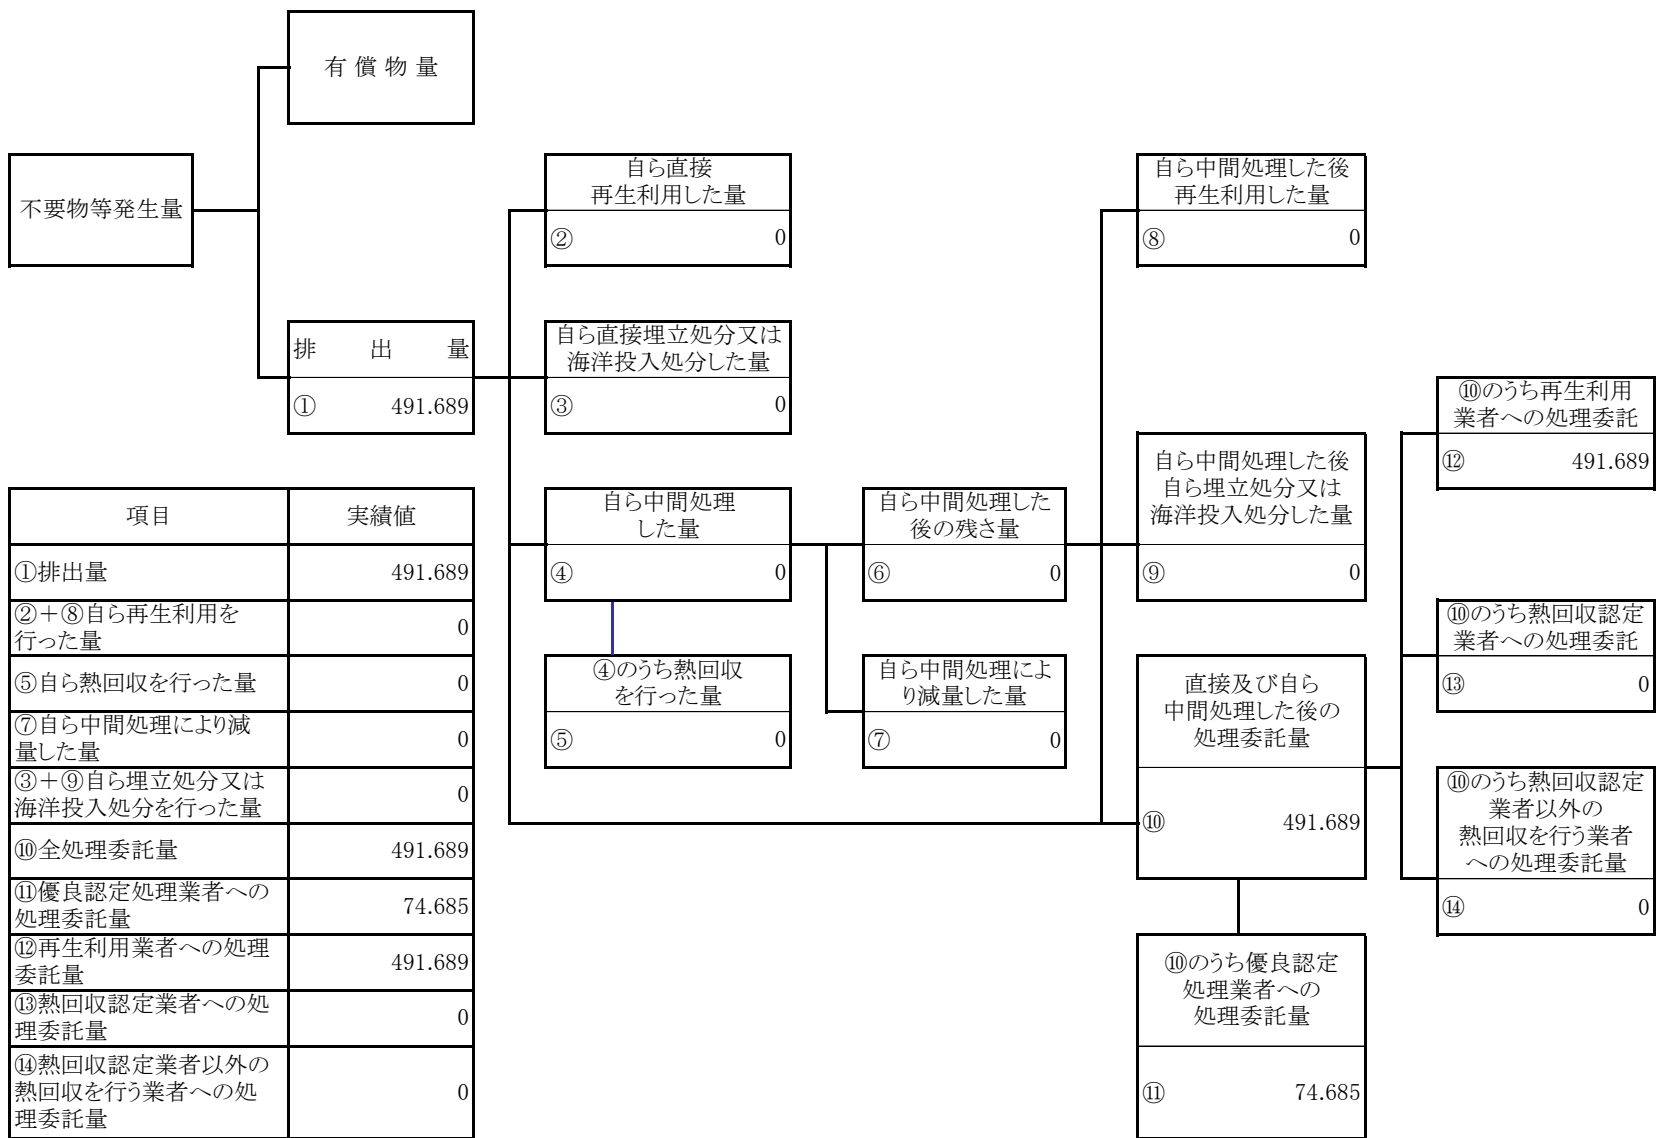 有償物量
不要物等発生量
排出量
① 491.689
自ら直接
再生利用した量
② 0
自ら直接埋立処分又は
海洋投入処分した量
③ 0
自ら中間処理
した量
④ 0
④のうち熱回収
を行った量
⑤ 0
自ら中間処理した
後の残さ量
⑥ 0
自ら中間処理によ
り減量した量
⑦ 0
自ら中間処理した後
再生利用した量
⑧ 0
自ら中間処理した後
自ら埋立処分又は
海洋投入処分した量
⑨ 0
直接及び自ら
中間処理した後の
処理委託量
⑩ 491.689
⑩のうち優良認定
処理業者への
処理委託量
⑪ 74.685
⑩のうち再生利用
業者への処理委託
⑫ 491.689
⑩のうち熱回収認定
業者への処理委託
⑬ 0
⑩のうち熱回収認定
業者以外の
熱回収を行う業者
への処理委託量
⑭ 0
項目 実績値
①排出量 491.689
②+⑧自ら再生利用を
行った量 0
⑤自ら熱回収を行った量 0
⑦自ら中間処理により減
量した量 0
③+⑨自ら埋立処分又は
海洋投入処分を行った量 0
⑩全処理委託量 491.689
⑪優良認定処理業者への
処理委託量 74.685
⑫再生利用業者への処理
委託量 491.689
⑬熱回収認定業者への処
理委託量 0
⑭熱回収認定業者以外の
熱回収を行う業者への処
理委託量 0